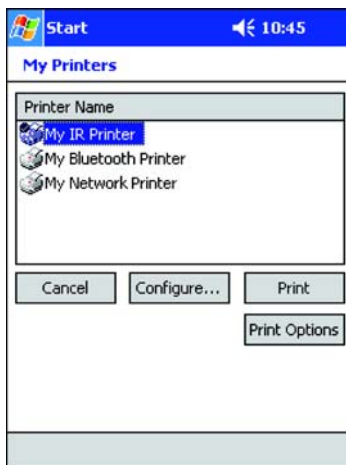 Start 10:45
My Printers
Printer Name
My IR Printer
My Bluetooth Printer
My Network Printer
Cancel Configure... Print
Print Options